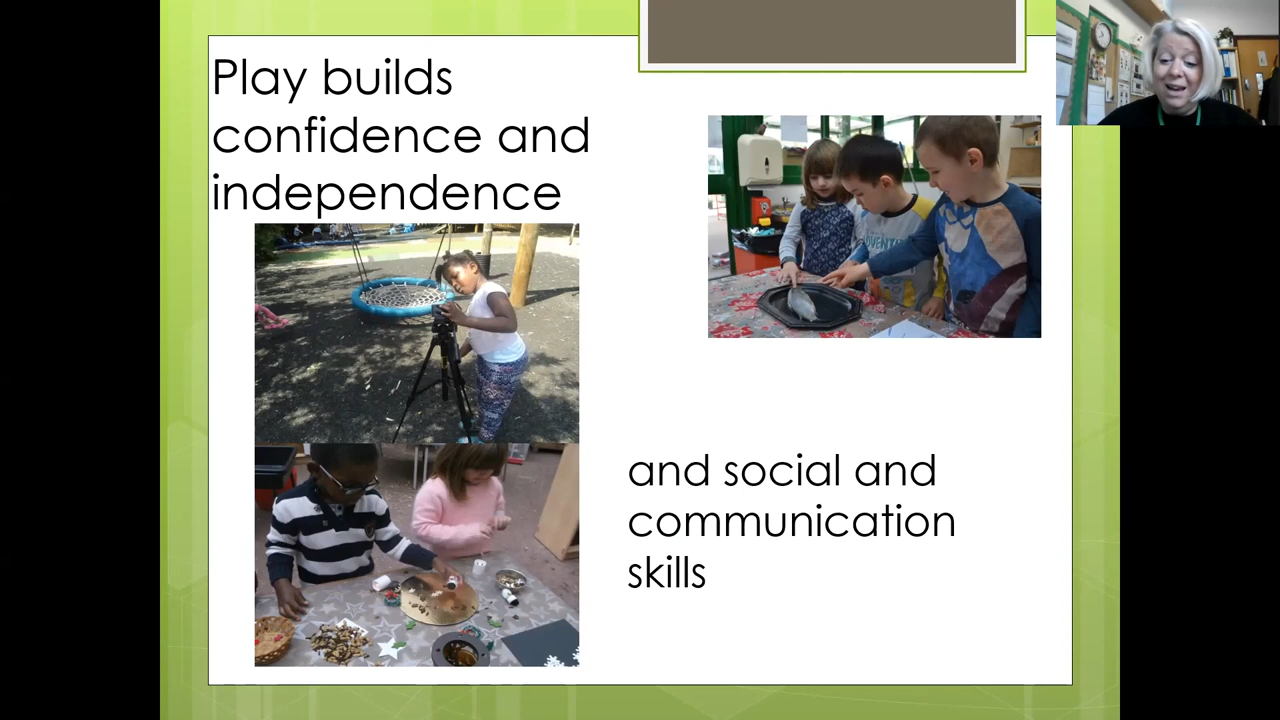 Play builds
confidence and
independence
and social and
communication
skills